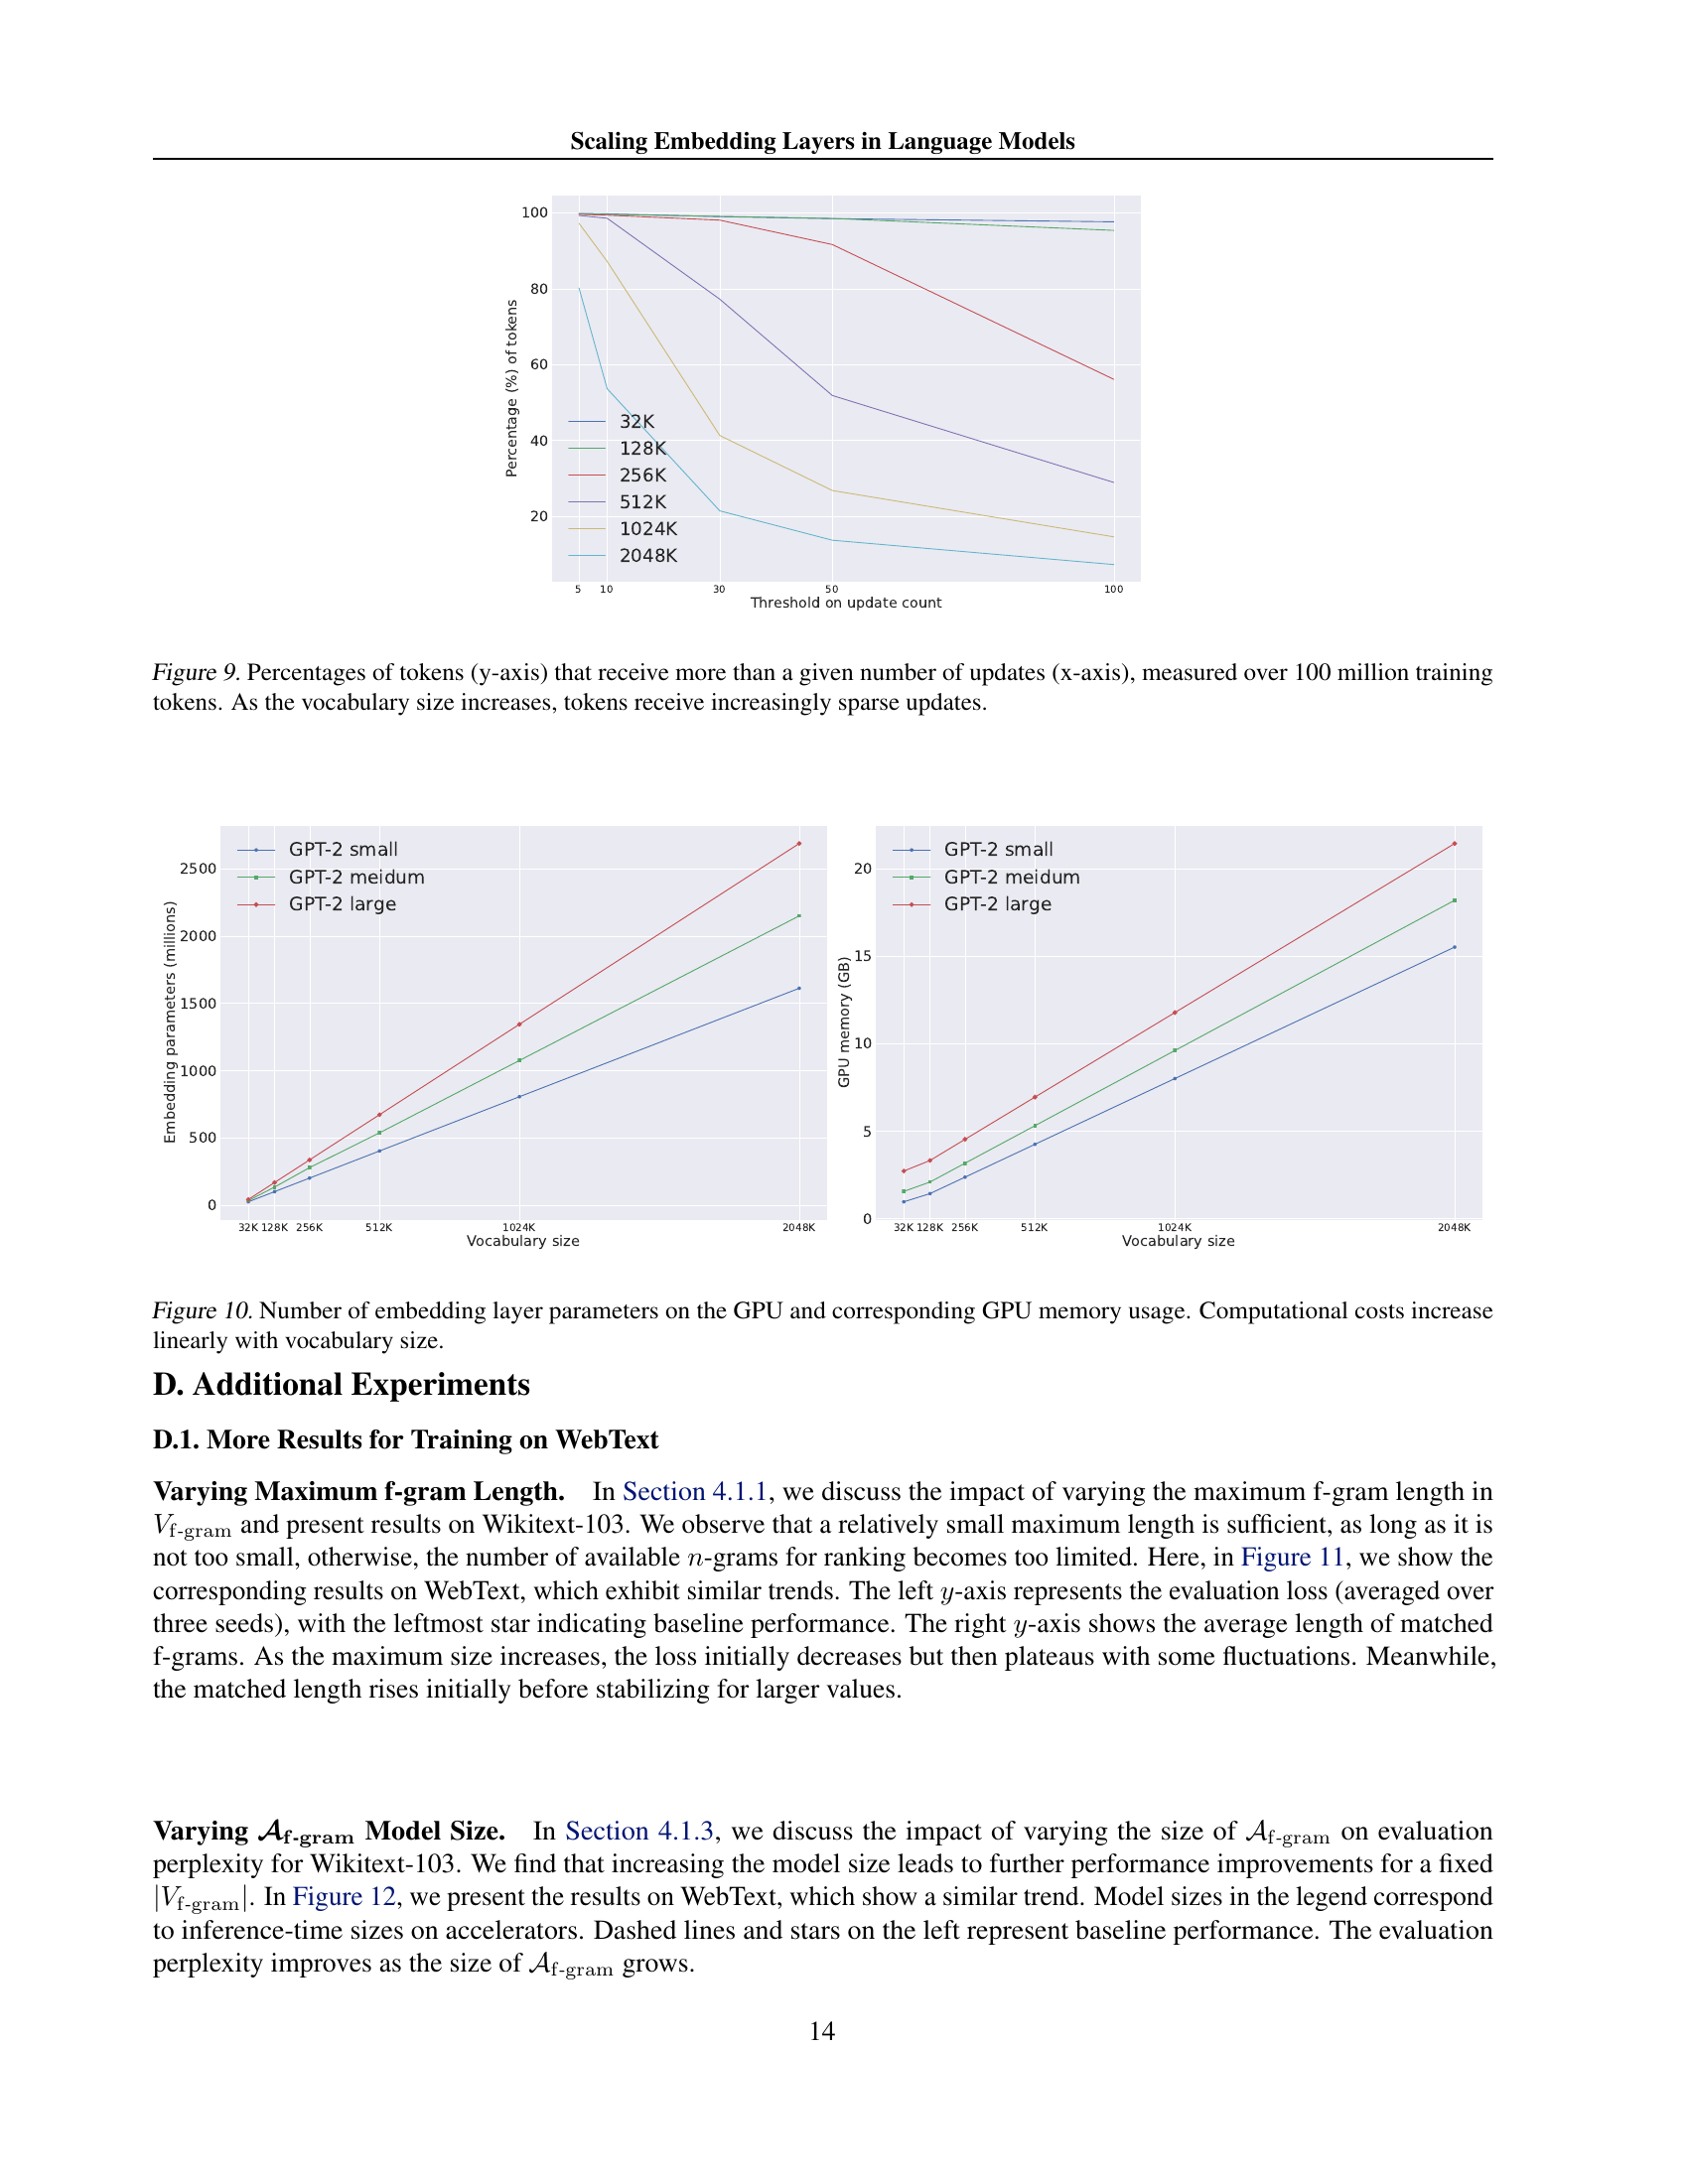 Scaling Embedding Layers in Language Models
100
80
60
40
20
Percentage (%) of tokens
32K
128K
256K
512K
1024K
2048K
5 10 30 50 100
Threshold on update count
Figure 9. Percentages of tokens (y-axis) that receive more than a given number of updates (x-axis), measured over 100 million training
tokens. As the vocabulary size increases, tokens receive increasingly sparse updates.
GPT-2 small
GPT-2 meidum
GPT-2 large
2500
2000
1500
1000
500
0
Embedding parameters (millions)
32K 128K 256K 512K 1024K 2048K
Vocabulary size
GPT-2 small
GPT-2 meidum
GPT-2 large
20
15
10
5
0
GPU memory (GB)
32K 128K 256K 512K 1024K 2048K
Vocabulary size
Figure 10. Number of embedding layer parameters on the GPU and corresponding GPU memory usage. Computational costs increase
linearly with vocabulary size.
D. Additional Experiments
D.1. More Results for Training on WebText
Varying Maximum f-gram Length. In Section 4.1.1, we discuss the impact of varying the maximum f-gram length in
V_f-gram and present results on Wikitext-103. We observe that a relatively small maximum length is sufficient, as long as it is
not too small, otherwise, the number of available n-grams for ranking becomes too limited. Here, in Figure 11, we show the
corresponding results on WebText, which exhibit similar trends. The left y-axis represents the evaluation loss (averaged over
three seeds), with the leftmost star indicating baseline performance. The right y-axis shows the average length of matched
f-grams. As the maximum size increases, the loss initially decreases but then plateaus with some fluctuations. Meanwhile,
the matched length rises initially before stabilizing for larger values.
Varying 𝒜_f-gram Model Size. In Section 4.1.3, we discuss the impact of varying the size of 𝒜_f-gram on evaluation
perplexity for Wikitext-103. We find that increasing the model size leads to further performance improvements for a fixed
|V_f-gram|. In Figure 12, we present the results on WebText, which show a similar trend. Model sizes in the legend correspond
to inference-time sizes on accelerators. Dashed lines and stars on the left represent baseline performance. The evaluation
perplexity improves as the size of 𝒜_f-gram grows.
14